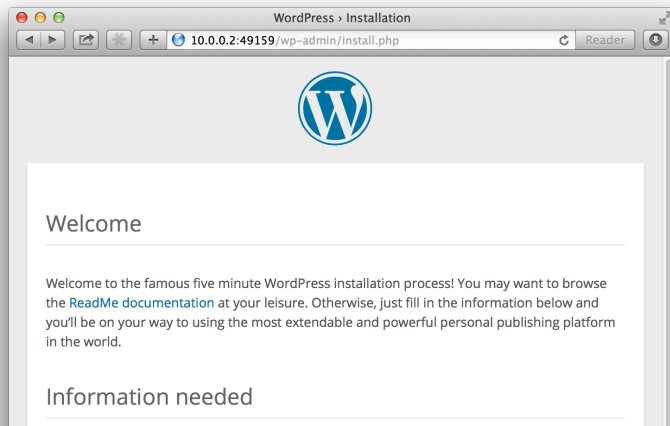 WordPress › Installation
10.0.0.2:49159/wp-admin/install.php
Reader
Welcome
Welcome to the famous five minute WordPress installation process! You may want to browse
the ReadMe documentation at your leisure. Otherwise, just fill in the information below and
you’ll be on your way to using the most extendable and powerful personal publishing platform
in the world.
Information needed